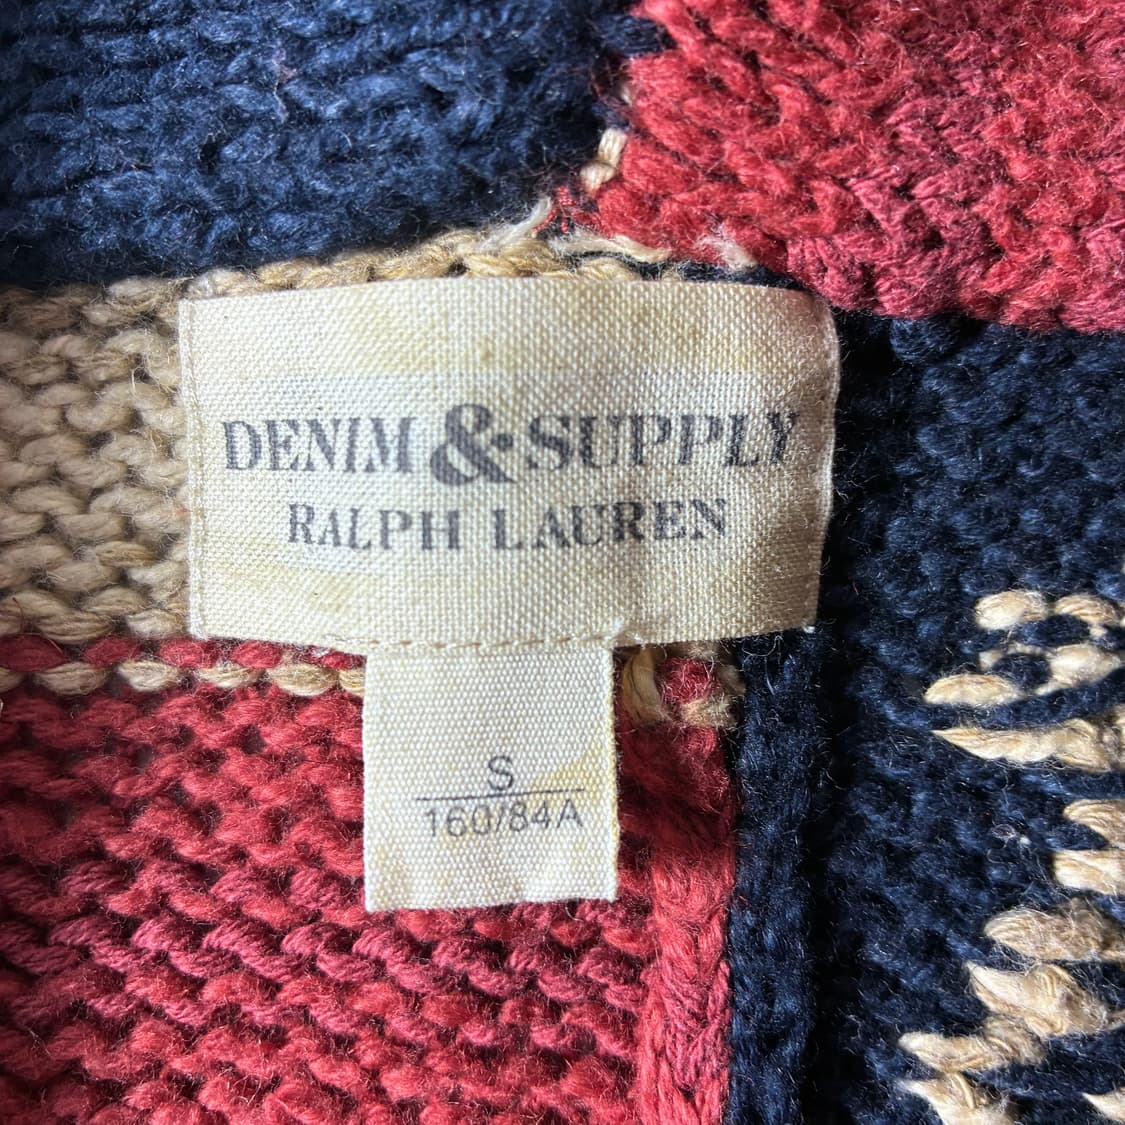 DENIM & SUPPLY
RALPH LAUREN
S
160/84A